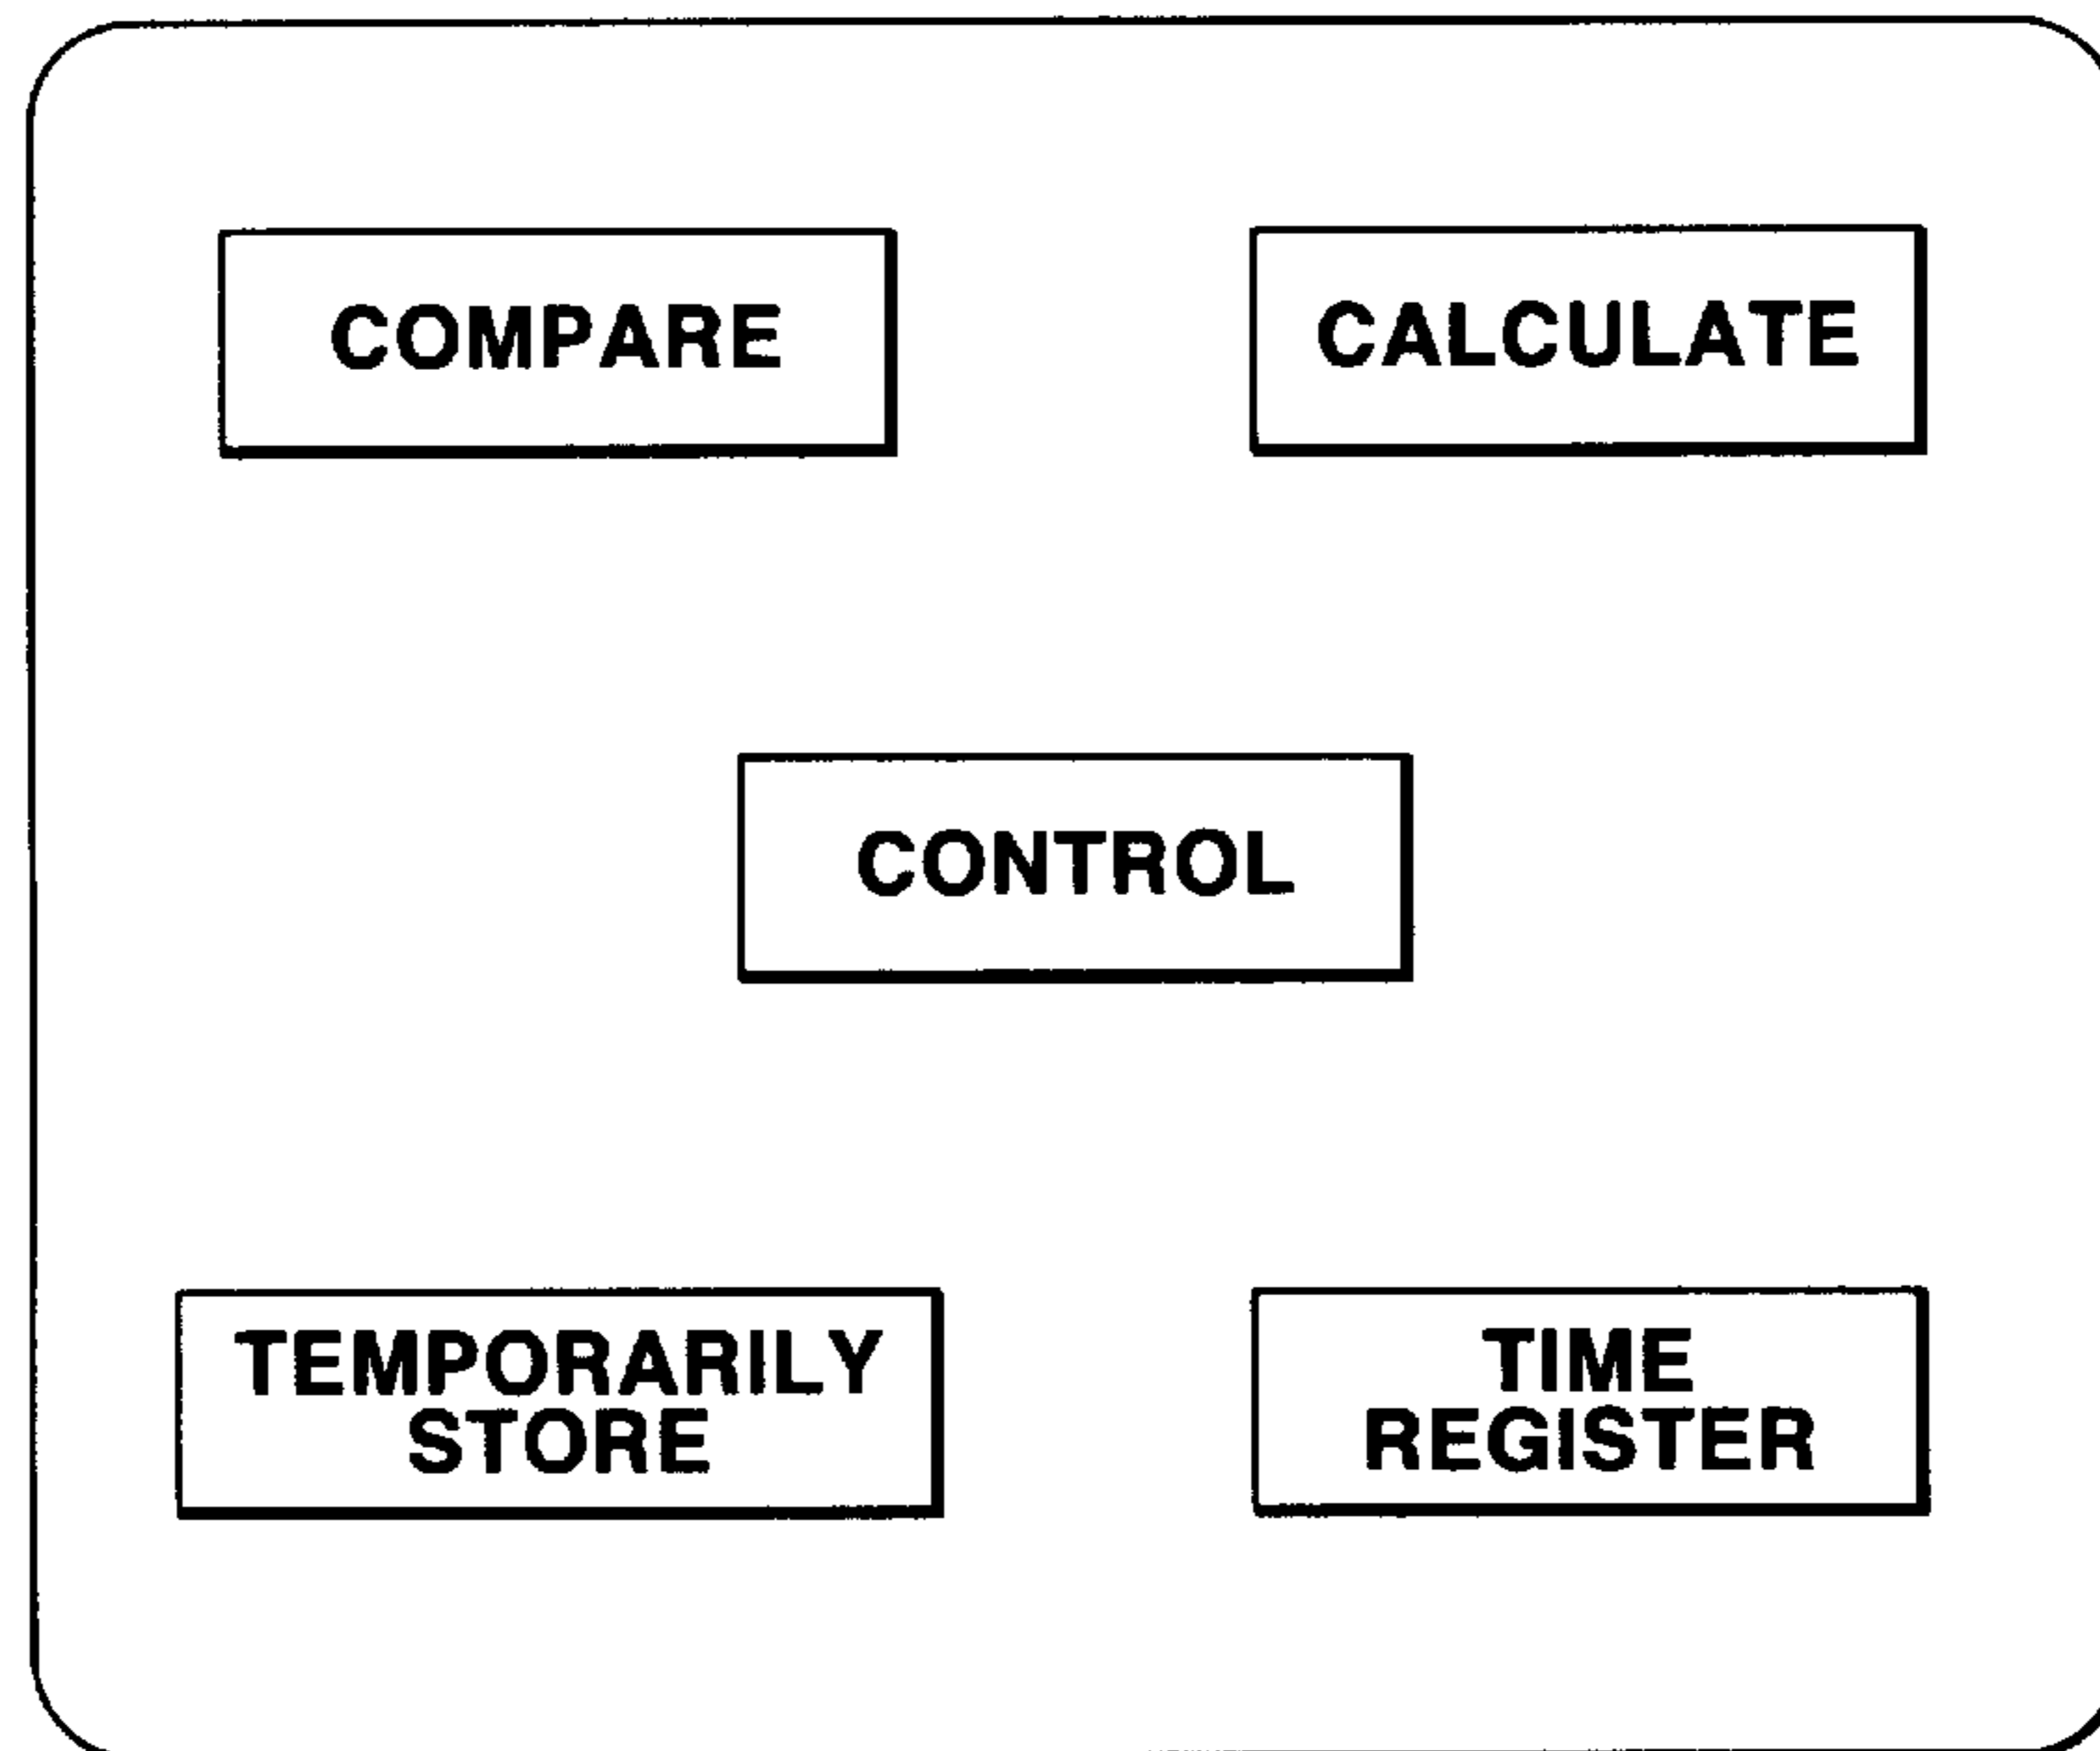 COMPARE
CALCULATE
CONTROL
TEMPORARILY
STORE
TIME
REGISTER